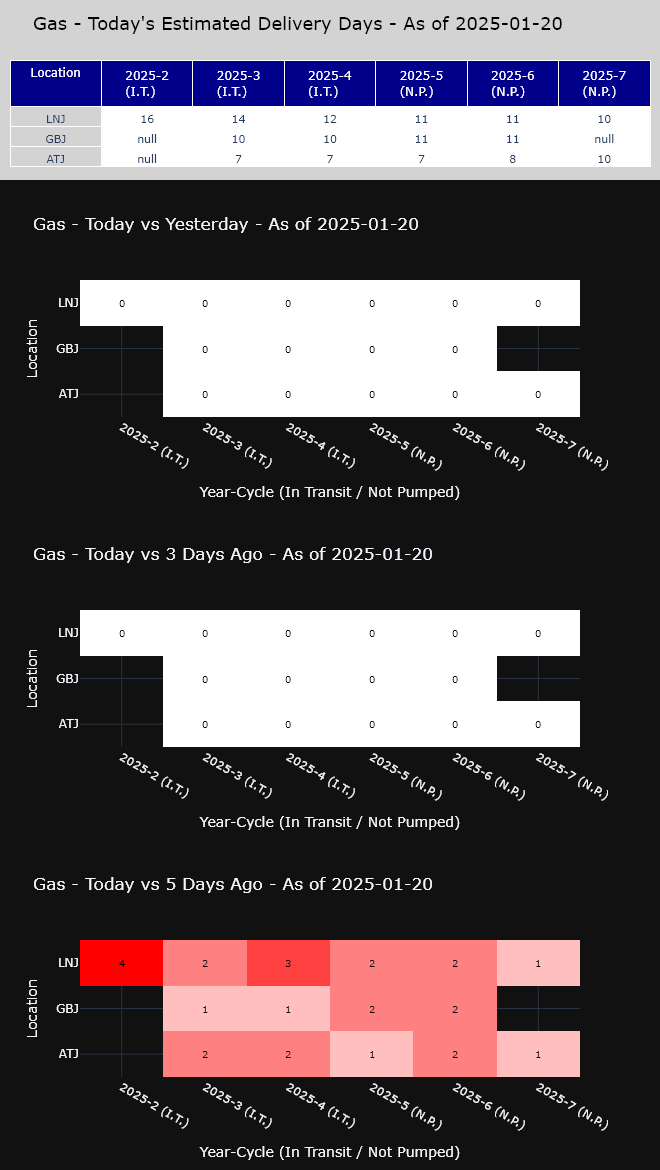 Gas - Today's Estimated Delivery Days - As of 2025-01-20
Location 2025-2 (I.T.) 2025-3 (I.T.) 2025-4 (I.T.) 2025-5 (N.P.) 2025-6 (N.P.) 2025-7 (N.P.)
LNJ 16 14 12 11 11 10
GBJ null 10 10 11 11 null
ATJ null 7 7 7 8 10
Gas - Today vs Yesterday - As of 2025-01-20
Location
LNJ 0 0 0 0 0 0
GBJ 0 0 0 0
ATJ 0 0 0 0 0
2025-2 (I.T.) 2025-3 (I.T.) 2025-4 (I.T.) 2025-5 (N.P.) 2025-6 (N.P.) 2025-7 (N.P.)
Year-Cycle (In Transit / Not Pumped)
Gas - Today vs 3 Days Ago - As of 2025-01-20
Location
LNJ 0 0 0 0 0 0
GBJ 0 0 0 0
ATJ 0 0 0 0 0
2025-2 (I.T.) 2025-3 (I.T.) 2025-4 (I.T.) 2025-5 (N.P.) 2025-6 (N.P.) 2025-7 (N.P.)
Year-Cycle (In Transit / Not Pumped)
Gas - Today vs 5 Days Ago - As of 2025-01-20
Location
LNJ 4 2 3 2 2 1
GBJ 1 1 2 2
ATJ 2 2 1 2 1
2025-2 (I.T.) 2025-3 (I.T.) 2025-4 (I.T.) 2025-5 (N.P.) 2025-6 (N.P.) 2025-7 (N.P.)
Year-Cycle (In Transit / Not Pumped)